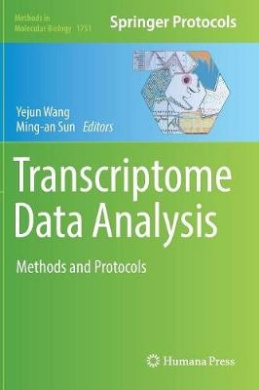 Methods in
Molecular Biology 1751
Springer Protocols
Yejun Wang
Ming-an Sun Editors
Transcriptome
Data Analysis
Methods and Protocols
Humana Press